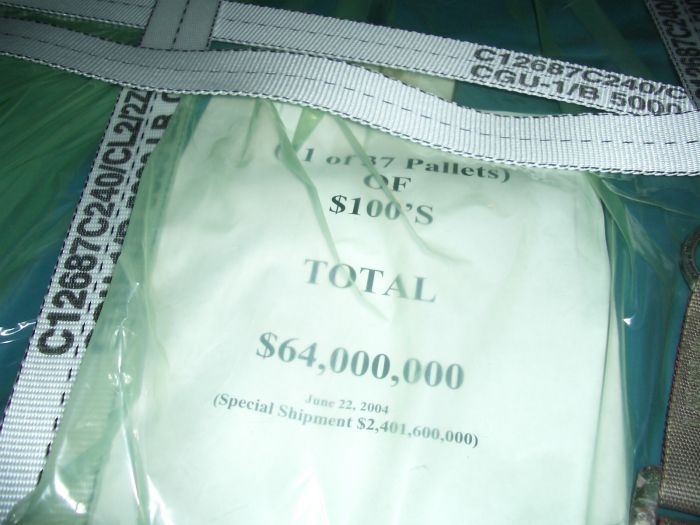 C12687C240/C
CGU-1/B 5000
C12687C240/CL2/2Z
(1 of 37 Pallets)
OF
$100'S
TOTAL
$64,000,000
June 22, 2004
(Special Shipment $2,401,600,000)